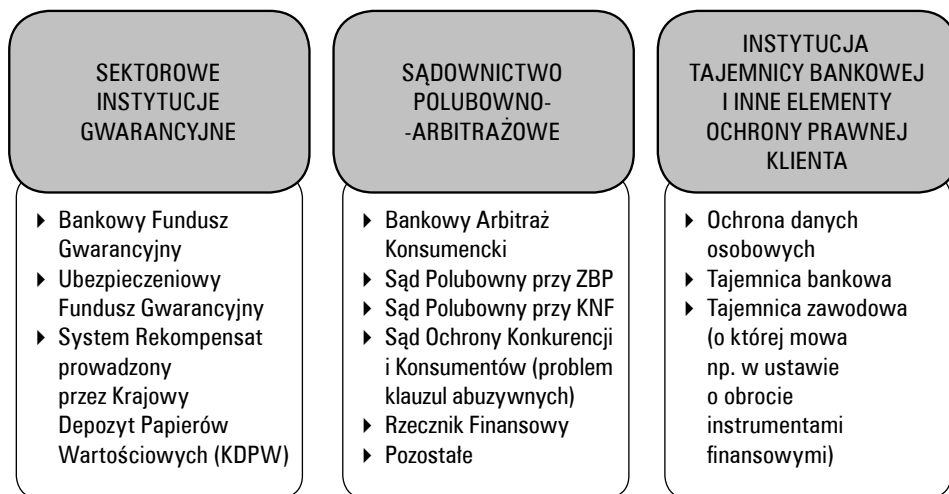 SEKTOROWE
INSTYTUCJE
GWARANCYJNE
▸ Bankowy Fundusz
Gwarancyjny
▸ Ubezpieczeniowy
Fundusz Gwarancyjny
▸ System Rekompensat
prowadzony
przez Krajowy
Depozyt Papierów
Wartościowych (KDPW)
SĄDOWNICTWO
POLUBOWNO-
-ARBITRAŻOWE
▸ Bankowy Arbitraż
Konsumencki
▸ Sąd Polubowny przy ZBP
▸ Sąd Polubowny przy KNF
▸ Sąd Ochrony Konkurencji
i Konsumentów (problem
klauzul abuzywnych)
▸ Rzecznik Finansowy
▸ Pozostałe
INSTYTUCJA
TAJEMNICY BANKOWEJ
I INNE ELEMENTY
OCHRONY PRAWNEJ
KLIENTA
▸ Ochrona danych
osobowych
▸ Tajemnica bankowa
▸ Tajemnica zawodowa
(o której mowa
np. w ustawie
o obrocie
instrumentami
finansowymi)